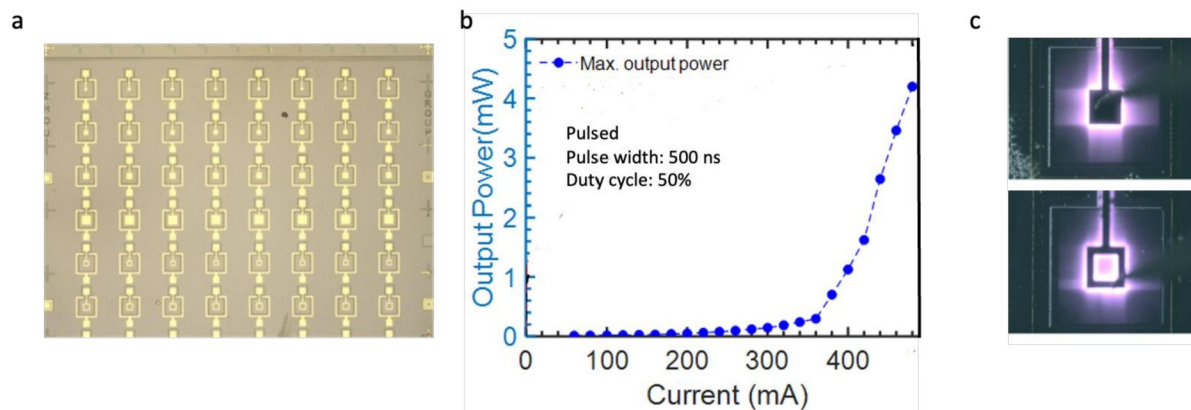 a
b
c
5
4
3
2
1
0
Output Power(mW)
Max. output power
Pulsed
Pulse width: 500 ns
Duty cycle: 50%
0
100
200
300
400
Current (mA)
GROUP